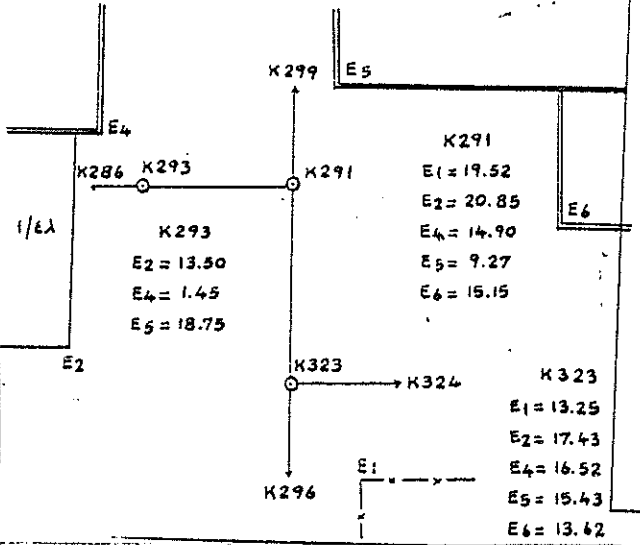 K299
E5
E4
K286
K293
K291
K291
E1 = 19.52
E2 = 20.85
E4 = 14.90
E5 = 9.27
E6 = 15.15
E6
1/ελ
K293
E2 = 13.50
E4 = 1.45
E5 = 18.75
E2
K323
K324
K296
E1
K323
E1 = 13.25
E2 = 17.43
E4 = 16.52
E5 = 15.43
E6 = 13.62